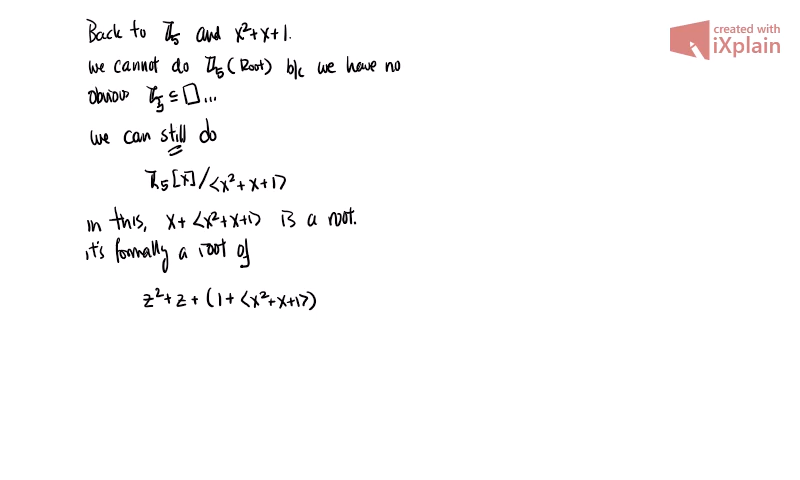 Back to ℤ₅ and x²+x+1.
created with
iXplain
We cannot do ℤ₅(Root) b/c we have no
obvious ℤ₅ ⊆ □...
We can still do
ℤ₅[x]/<x²+x+1>
In this, x+<x²+x+1> is a root.
it's formally a root of
z²+z+(1+<x²+x+1>)